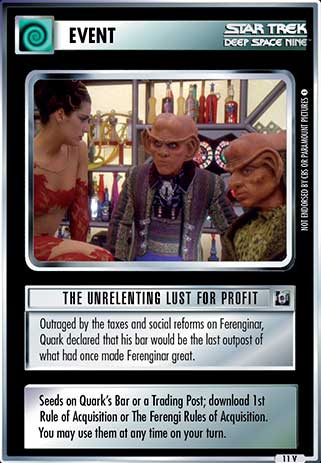 EVENT
STAR TREK
DEEP SPACE NINE
NOT ENDORSED BY CBS OR PARAMOUNT PICTURES
THE UNRELENTING LUST FOR PROFIT
Outraged by the taxes and social reforms on Ferenginar,
Quark declared that his bar would be the last outpost of
what had once made Ferenginar great.
Seeds on Quark's Bar or a Trading Post; download 1st
Rule of Acquisition or The Ferengi Rules of Acquisition.
You may use them at any time on your turn.
11 V